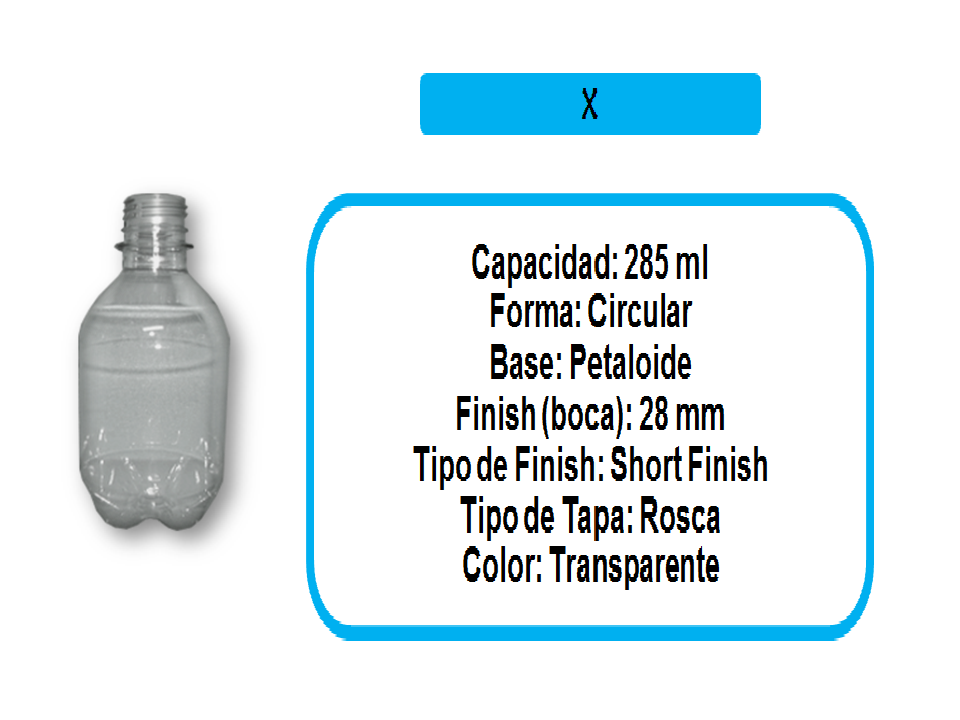 X
Capacidad: 285 ml
Forma: Circular
Base: Petaloide
Finish (boca): 28 mm
Tipo de Finish: Short Finish
Tipo de Tapa: Rosca
Color: Transparente